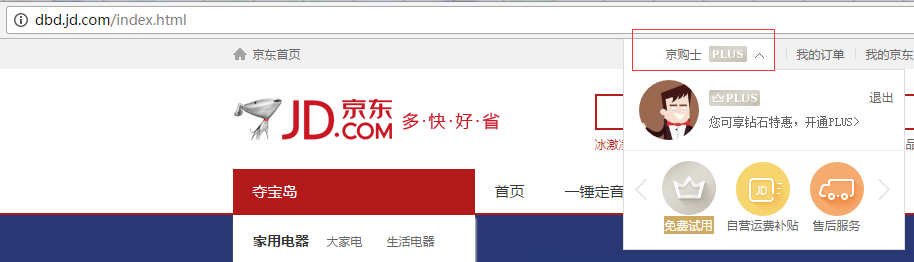 dbd.jd.com/index.html
京东首页
京购士 PLUS
我的订单
我的京东
JD 京东
.COM
多·快·好·省
PLUS
退出
您可享钻石特惠，开通PLUS>
夺宝岛
首页
一锤定音
JD
免费试用
自营运费补贴
售后服务
家用电器
大家电
生活电器